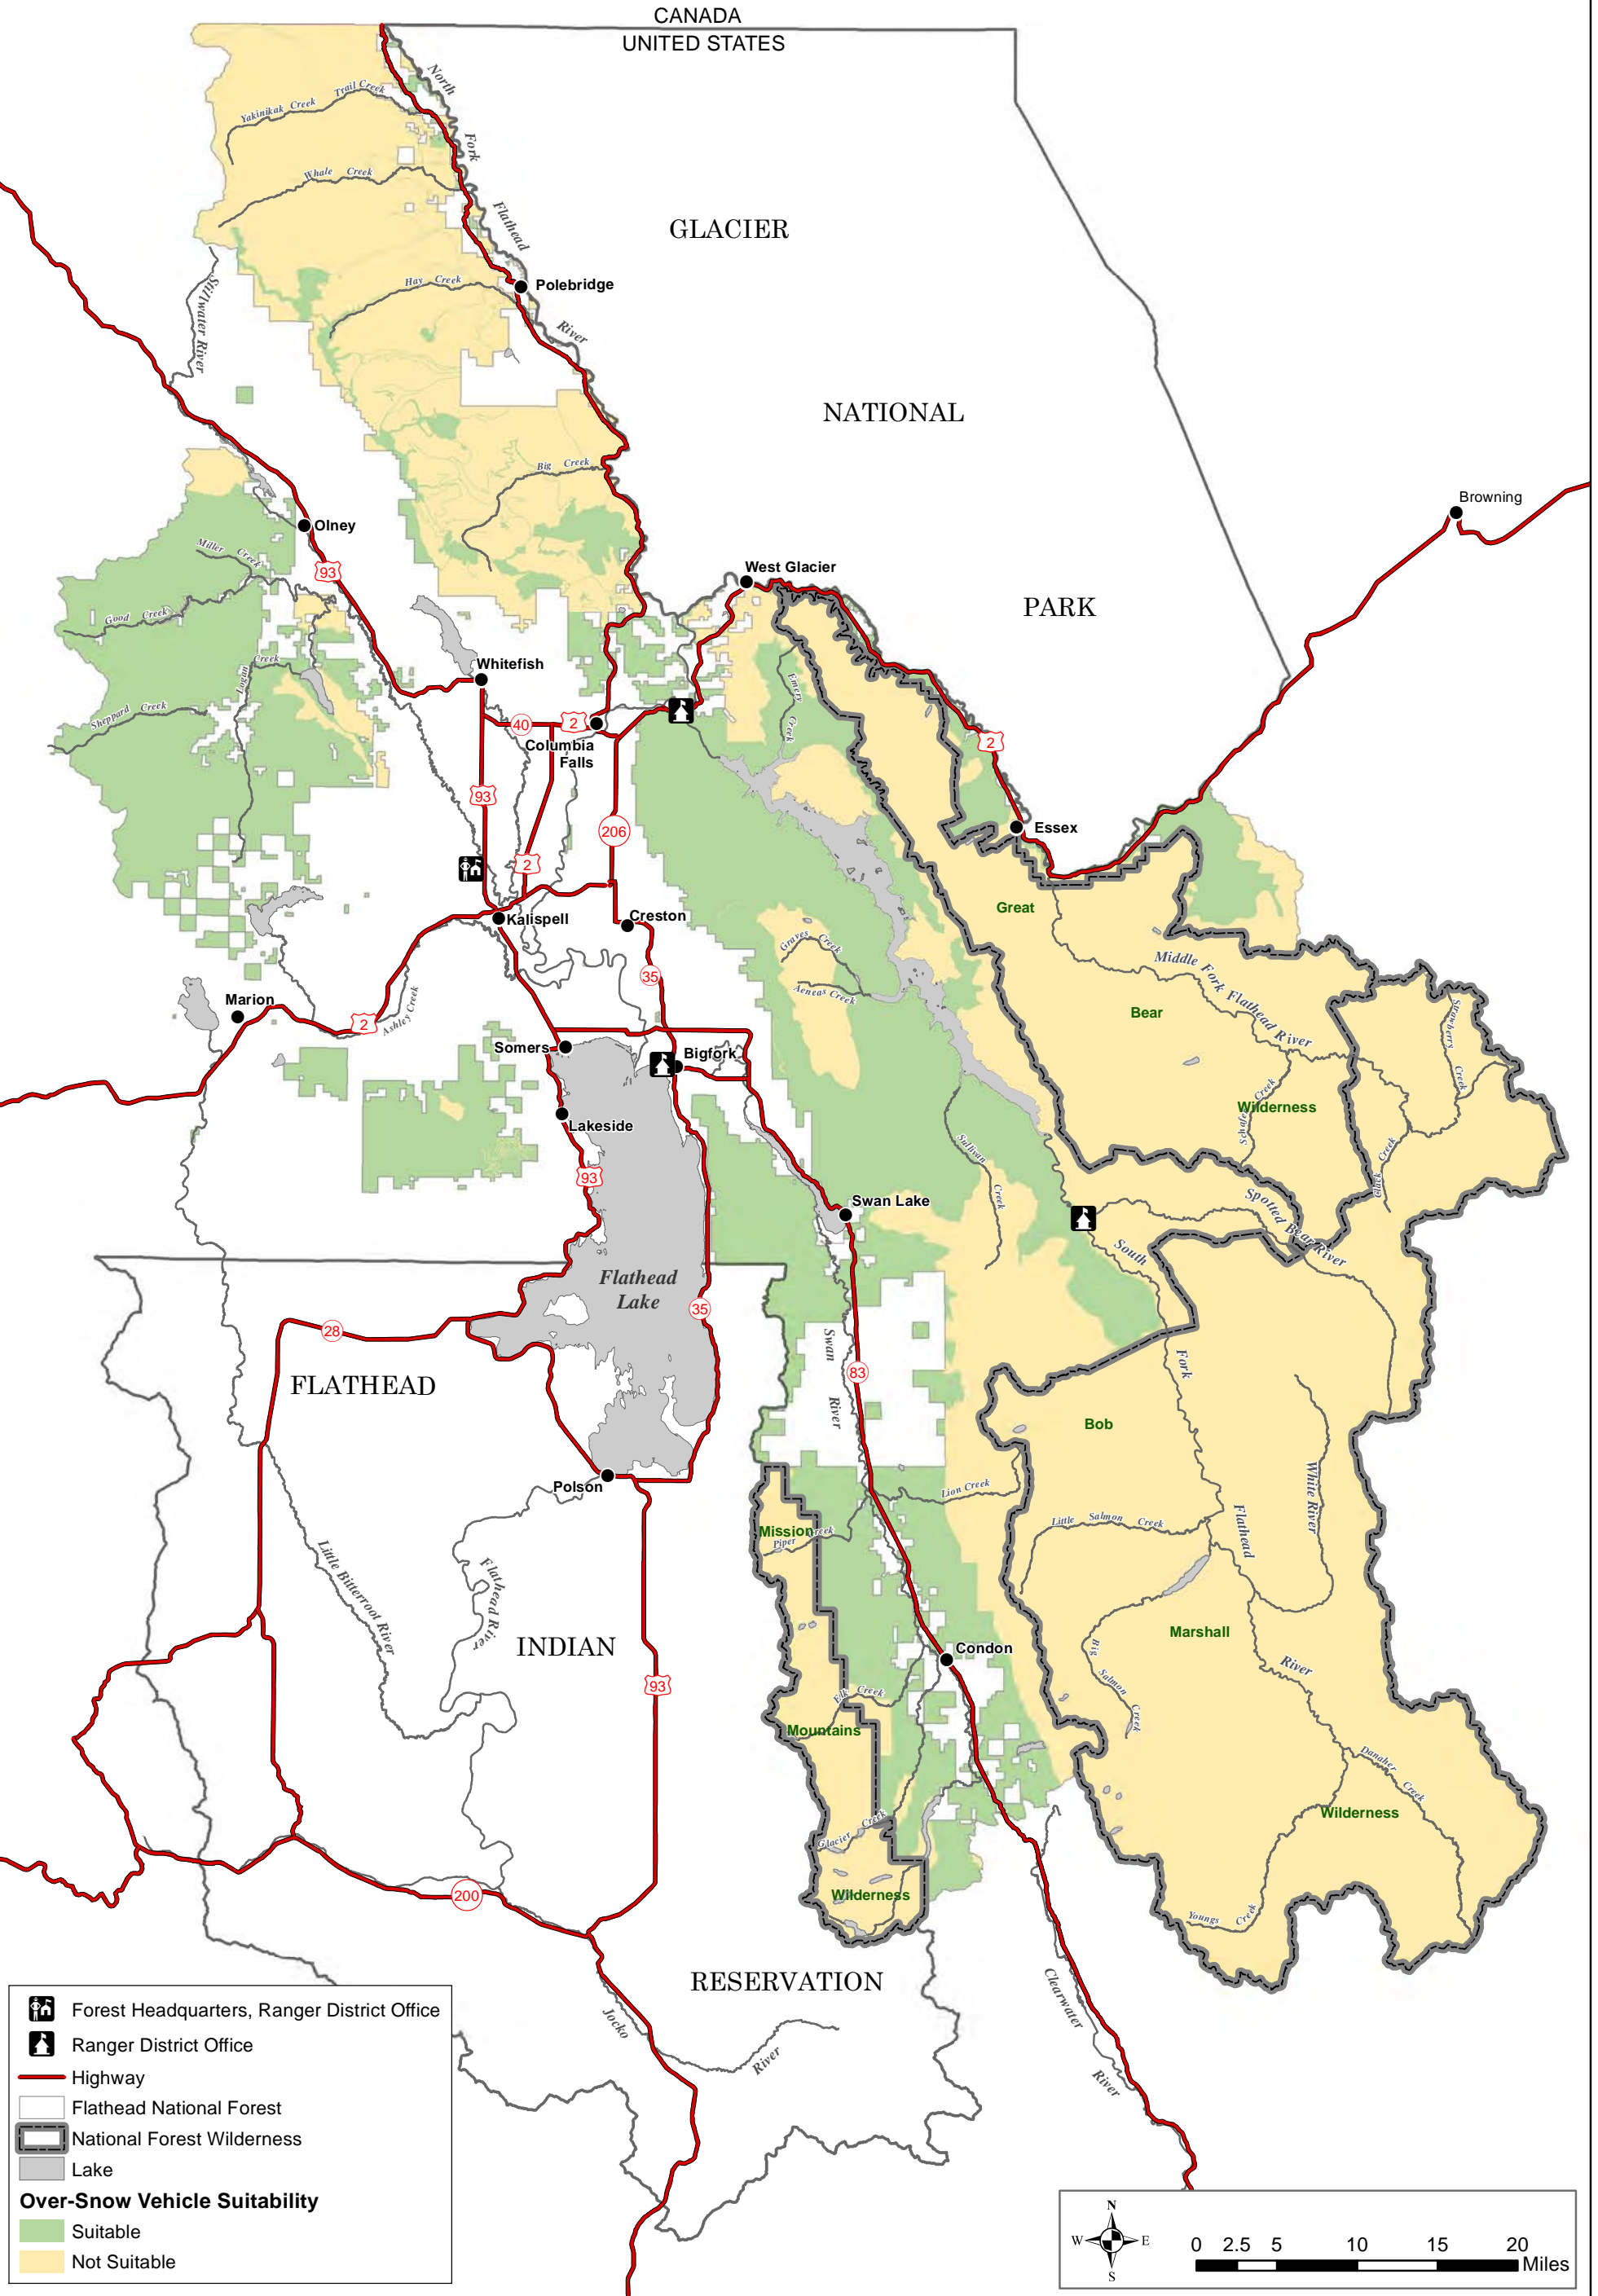 CANADA
UNITED STATES
North
Fork
Flathead
River
Trail Creek
Yakinikak Creek
Whale Creek
GLACIER
Hay Creek
Polebridge
Stillwater River
NATIONAL
Big Creek
Browning
Olney
Miller Creek
93
West Glacier
PARK
Good Creek
Whitefish
Logan Creek
Emery Creek
Sheppard Creek
40
2
Columbia
Falls
2
93
206
Essex
2
Great
Kalispell
Creston
Graves Creek
Middle Fork Flathead River
35
Aeneas Creek
Marion
Ashley Creek
2
Bear
Strawberry Creek
Somers
Bigfork
Wilderness
Schafer Creek
Lakeside
Sullivan Creek
Clack Creek
93
Swan Lake
Spotted Bear River
South
Fork
Flathead
River
Flathead
Lake
35
28
Swan River
83
FLATHEAD
Bob
Polson
Lion Creek
White River
Mission
Piper Creek
Little Salmon Creek
Little Bitterroot River
Flathead River
INDIAN
Marshall
Condon
Big Salmon Creek
93
Elk Creek
Mountains
Danaher Creek
Wilderness
Glacier Creek
200
Wilderness
Youngs Creek
RESERVATION
Clearwater River
Jocko River
Forest Headquarters, Ranger District Office
Ranger District Office
Highway
Flathead National Forest
National Forest Wilderness
Lake
Over-Snow Vehicle Suitability
Suitable
Not Suitable
N
W E
S
0 2.5 5 10 15 20
Miles